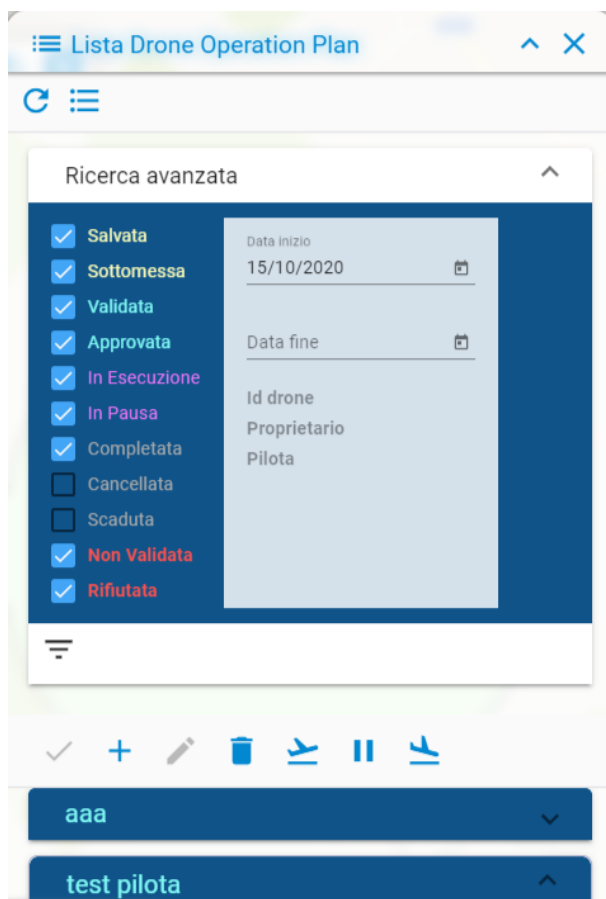 Lista Drone Operation Plan
Ricerca avanzata
Salvata
Sottomessa
Validata
Approvata
In Esecuzione
In Pausa
Completata
Cancellata
Scaduta
Non Validata
Rifiutata
Data inizio
15/10/2020
Data fine
Id drone
Proprietario
Pilota
aaa
test pilota